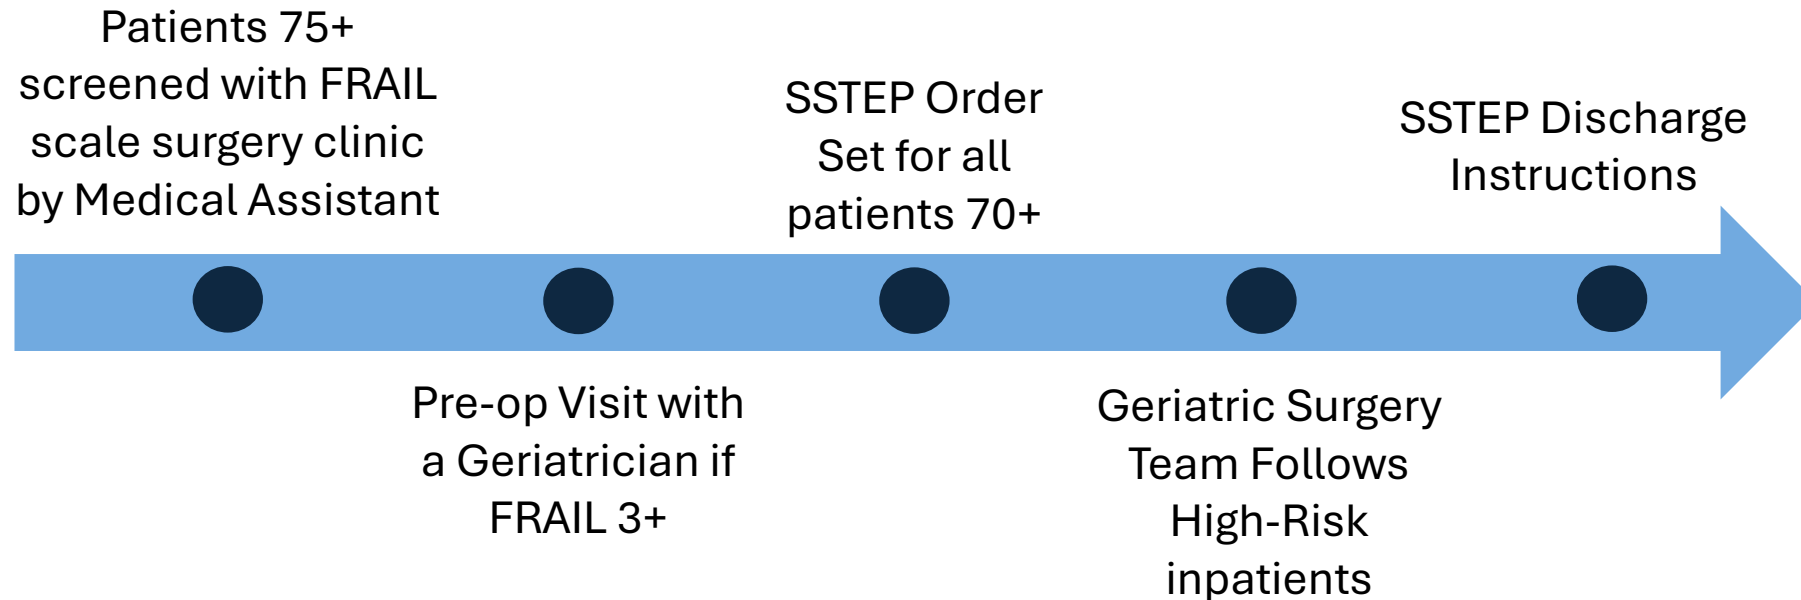 Patients 75+
screened with FRAIL
scale surgery clinic
by Medical Assistant
Pre-op Visit with
a Geriatrician if
FRAIL 3+
SSTEP Order
Set for all
patients 70+
Geriatric Surgery
Team Follows
High-Risk
inpatients
SSTEP Discharge
Instructions